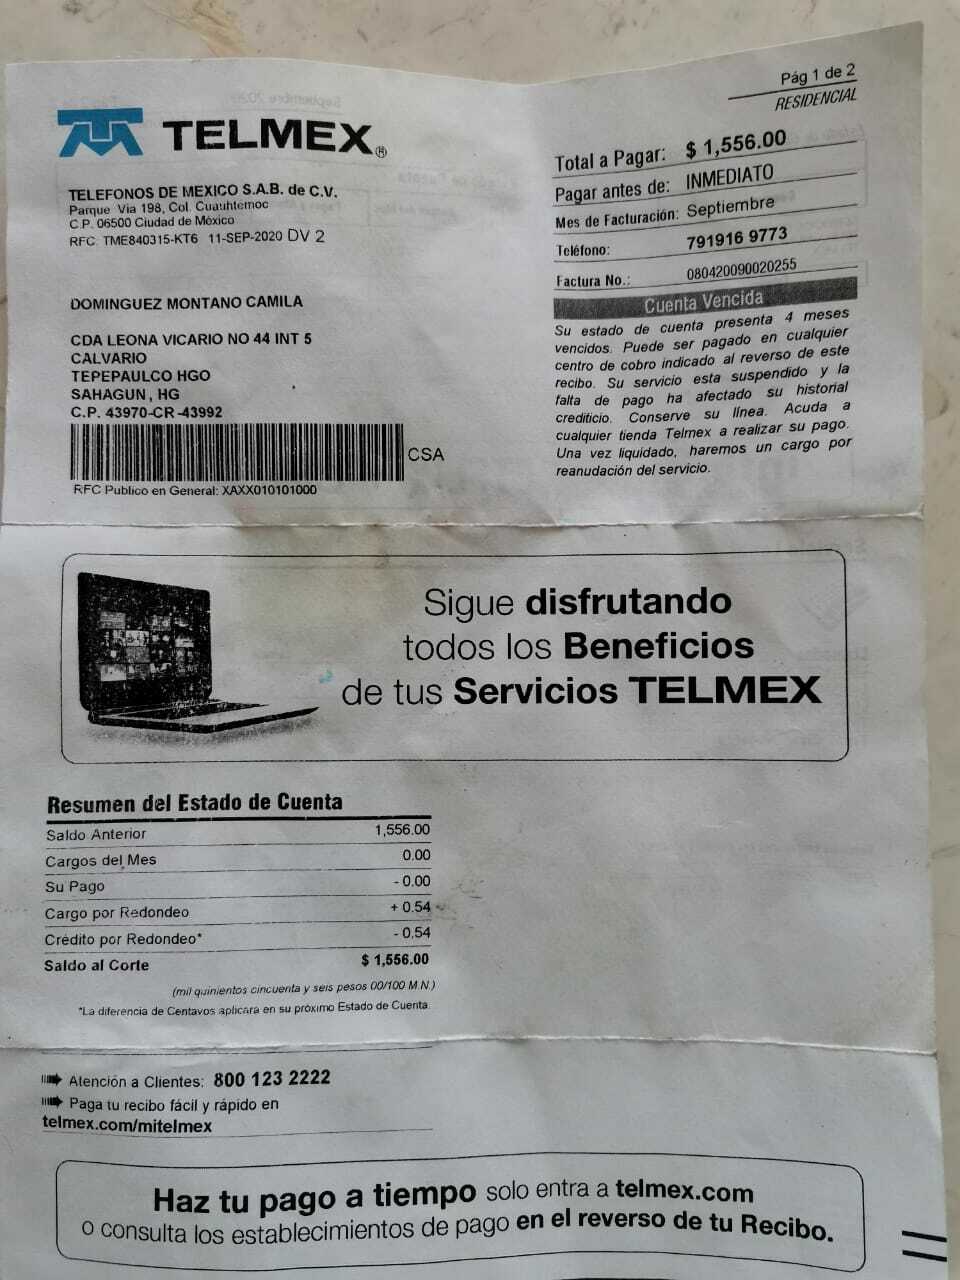 Pág 1 de 2
RESIDENCIAL
TELMEX®
TELEFONOS DE MEXICO S.A.B. de C.V.
Parque Via 198, Col. Cuauhtemoc
C.P. 06500 Ciudad de México
RFC: TME840315-KT6 11-SEP-2020 DV 2
Total a Pagar: $ 1,556.00
Pagar antes de: INMEDIATO
Mes de Facturación: Septiembre
Teléfono: 791916 9773
Factura No.: 080420090020255
DOMINGUEZ MONTANO CAMILA
CDA LEONA VICARIO NO 44 INT 5
CALVARIO
TEPEPAULCO HGO
SAHAGUN, HG
C.P. 43970-CR-43992
CSA
RFC Publico en General: XAXX010101000
Cuenta Vencida
Su estado de cuenta presenta 4 meses
vencidos. Puede ser pagado en cualquier
centro de cobro indicado al reverso de este
recibo. Su servicio esta suspendido y la
falta de pago ha afectado su historial
crediticio. Conserve su línea. Acuda a
cualquier tienda Telmex a realizar su pago.
Una vez liquidado, haremos un cargo por
reanudación del servicio.
Sigue disfrutando
todos los Beneficios
de tus Servicios TELMEX
Resumen del Estado de Cuenta
Saldo Anterior 1,556.00
Cargos del Mes 0.00
Su Pago - 0.00
Cargo por Redondeo + 0.54
Crédito por Redondeo* - 0.54
Saldo al Corte $ 1,556.00
(mil quinientos cincuenta y seis pesos 00/100 M.N.)
*La diferencia de Centavos aplicara en su próximo Estado de Cuenta.
Atención a Clientes: 800 123 2222
Paga tu recibo fácil y rápido en
telmex.com/mitelmex
Haz tu pago a tiempo solo entra a telmex.com
o consulta los establecimientos de pago en el reverso de tu Recibo.